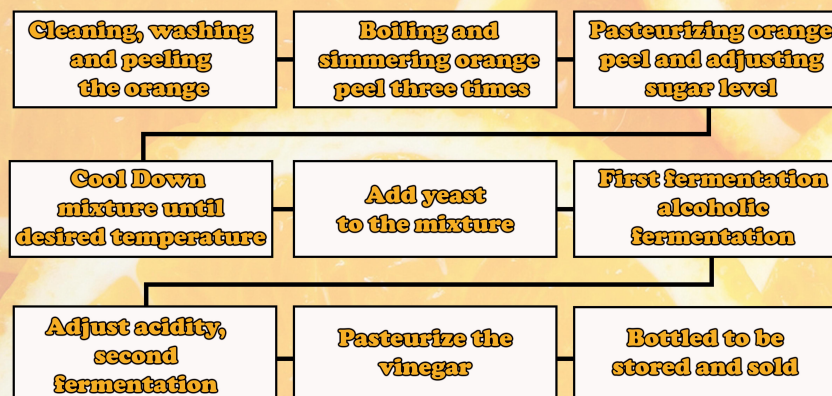 Cleaning, washing
and peeling
the orange
Boiling and
simmering orange
peel three times
Pasteurizing orange
peel and adjusting
sugar level
Cool Down
mixture until
desired temperature
Add yeast
to the mixture
First fermentation
alcoholic
fermentation
Adjust acidity,
second
fermentation
Pasteurize the
vinegar
Bottled to be
stored and sold